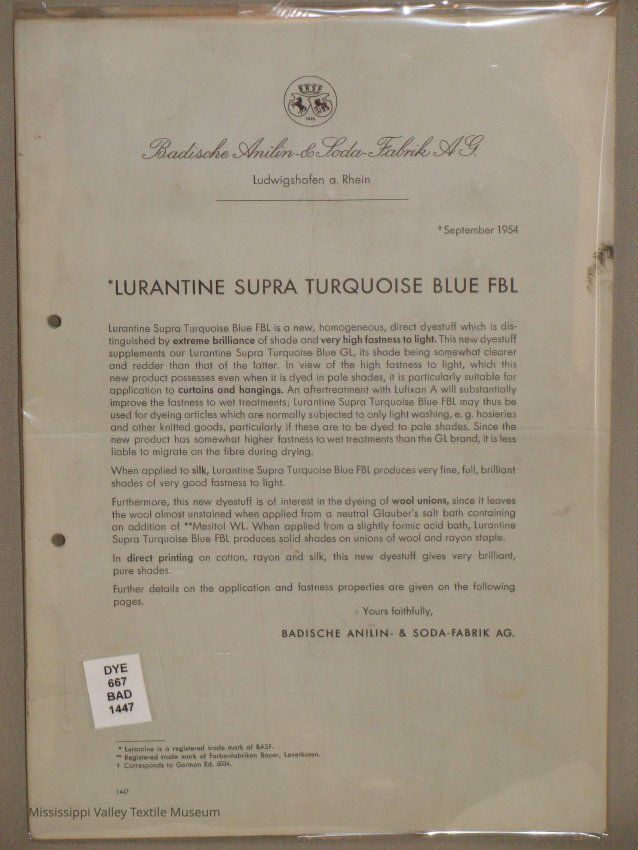 BASF
1865
Badische Anilin-& Soda-Fabrik AG.
Ludwigshafen a. Rhein
† September 1954
*LURANTINE SUPRA TURQUOISE BLUE FBL
Lurantine Supra Turquoise Blue FBL is a new, homogeneous, direct dyestuff which is dis-
tinguished by extreme brilliance of shade and very high fastness to light. This new dyestuff
supplements our Lurantine Supra Turquoise Blue GL, its shade being somewhat clearer
and redder than that of the latter. In view of the high fastness to light, which this
new product possesses even when it is dyed in pale shades, it is particularly suitable for
application to curtains and hangings. An aftertreatment with Lufixan A will substantially
improve the fastness to wet treatments; Lurantine Supra Turquoise Blue FBL may thus be
used for dyeing articles which are normally subjected to only light washing, e. g. hosieries
and other knitted goods, particularly if these are to be dyed to pale shades. Since the
new product has somewhat higher fastness to wet treatments than the GL brand, it is less
liable to migrate on the fibre during drying.
When applied to silk, Lurantine Supra Turquoise Blue FBL produces very fine, full, brilliant
shades of very good fastness to light.
Furthermore, this new dyestuff is of interest in the dyeing of wool unions, since it leaves
the wool almost unstained when applied from a neutral Glauber's salt bath containing
an addition of **Mesitol WL. When applied from a slightly formic acid bath, Lurantine
Supra Turquoise Blue FBL produces solid shades on unions of wool and rayon staple.
In direct printing on cotton, rayon and silk, this new dyestuff gives very brilliant,
pure shades.
Further details on the application and fastness properties are given on the following
pages.
Yours faithfully,
BADISCHE ANILIN- & SODA-FABRIK AG.
DYE
667
BAD
1447
* Lurantine is a registered trade mark of BASF.
** Registered trade mark of Farbenfabriken Bayer, Leverkusen.
† Corresponds to German Ed. 5034.
1447
Mississippi Valley Textile Museum